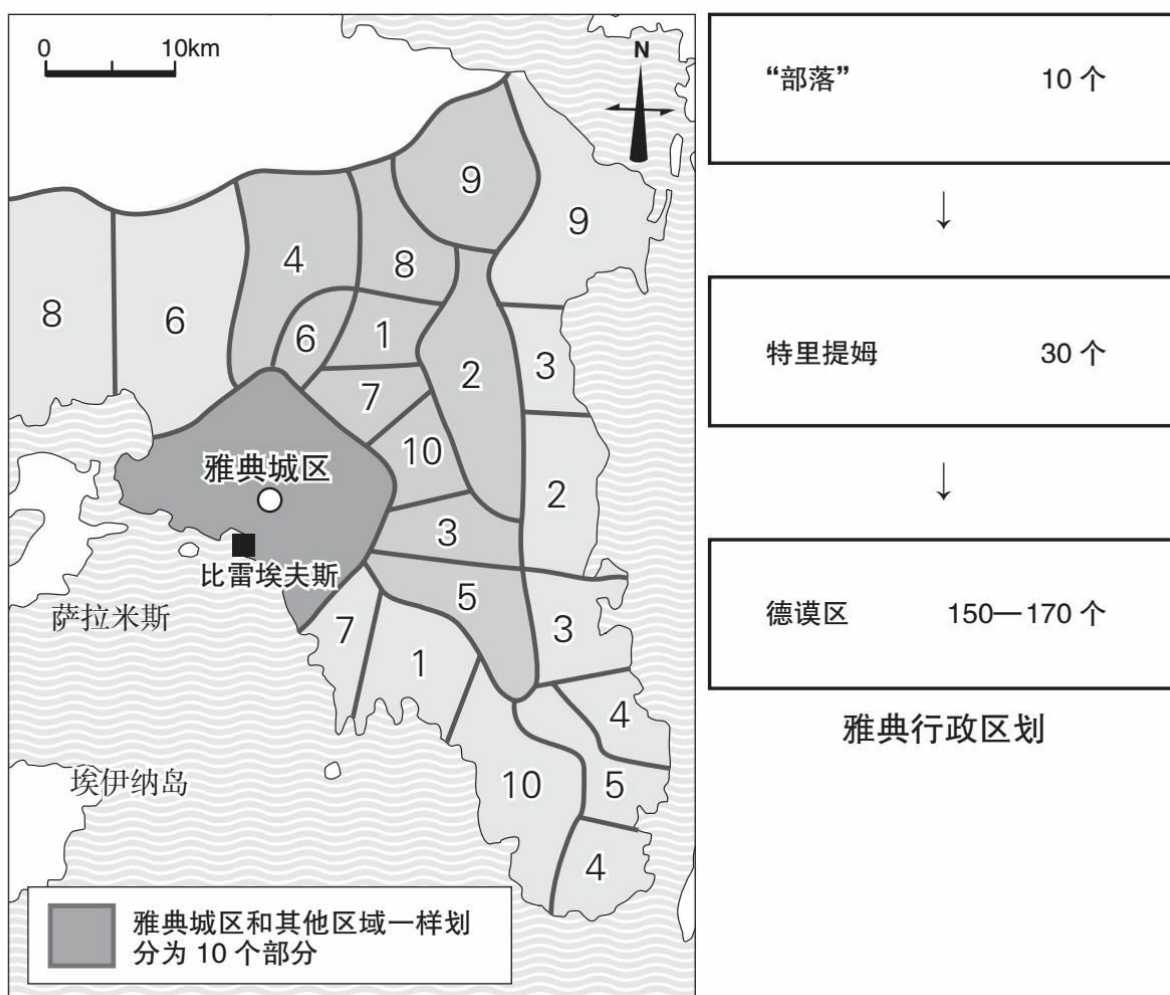 0 10km
N
9
9
4
8
8
6
6
1
3
2
7
10
2
雅典城区
3
比雷埃夫斯
5
萨拉米斯
7
3
1
4
埃伊纳岛
10
5
4
雅典城区和其他区域一样划
分为 10 个部分
“部落” 10 个
↓
特里提姆 30 个
↓
德谟区 150—170 个
雅典行政区划